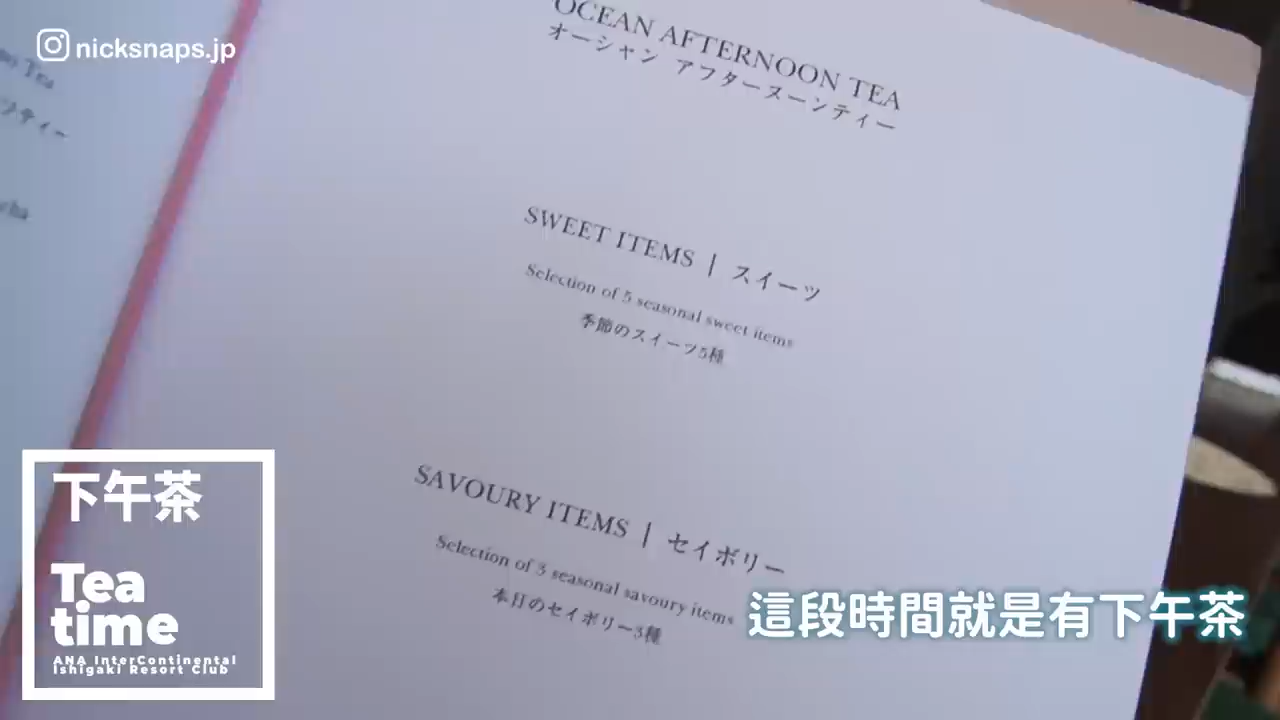 nicksnaps.jp
Tea
OCEAN AFTERNOON TEA
オーシャン アフターヌーンティー
SWEET ITEMS | スイーツ
Selection of 5 seasonal sweet items
季節のスイーツ5種
SAVOURY ITEMS | セイボリー
Selection of 3 seasonal savoury items
本日のセイボリー3種
下午茶
Tea
time
ANA InterContinental
Ishigaki Resort Club
這段時間就是有下午茶